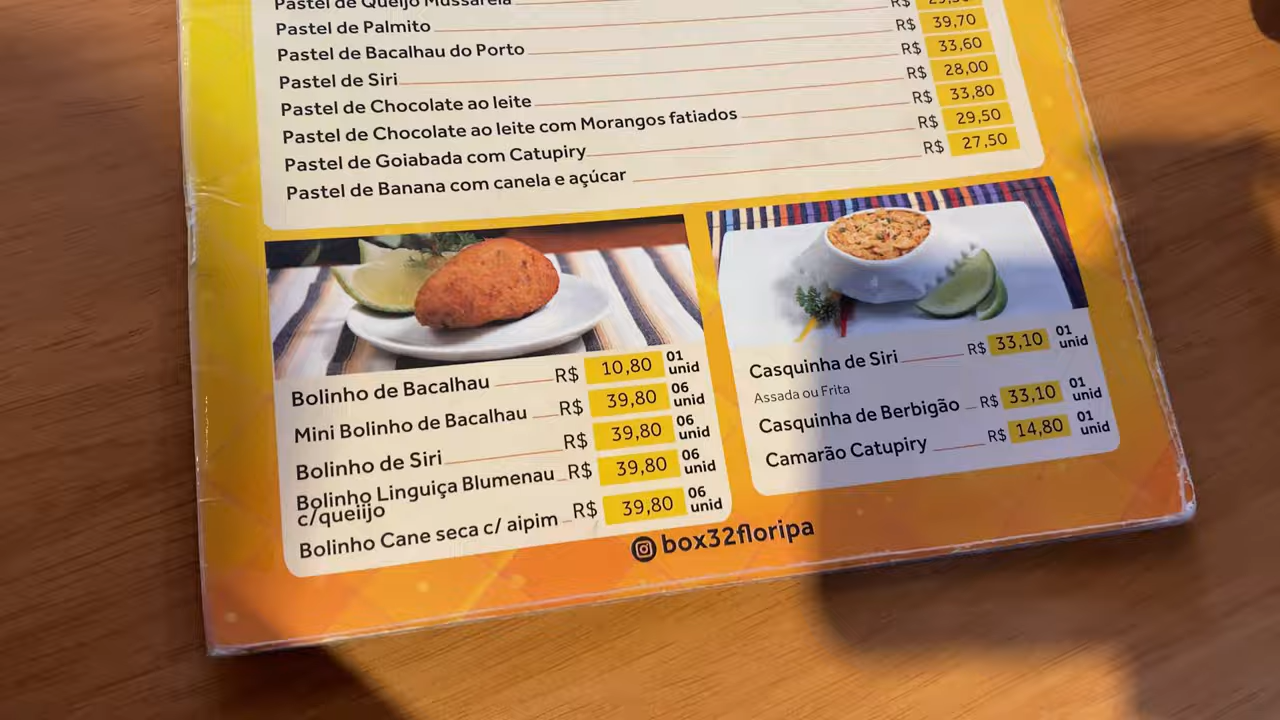 Pastel de Queijo Mussarela
Pastel de Palmito R$
Pastel de Bacalhau do Porto R$ 39,70
Pastel de Siri R$ 33,60
Pastel de Chocolate ao leite R$ 28,00
Pastel de Chocolate ao leite com Morangos fatiados R$ 33,80
Pastel de Goiabada com Catupiry R$ 29,50
Pastel de Banana com canela e açúcar R$ 27,50
Bolinho de Bacalhau R$ 10,80 01 unid
Mini Bolinho de Bacalhau R$ 39,80 06 unid
Bolinho de Siri R$ 39,80 06 unid
Bolinho Linguiça Blumenau R$ 39,80 06 unid
c/queiijo
Bolinho Cane seca c/ aipim R$ 39,80 06 unid
Casquinha de Siri R$ 33,10 01 unid
Assada ou Frita
Casquinha de Berbigão R$ 33,10 01 unid
Camarão Catupiry R$ 14,80 01 unid
box32floripa